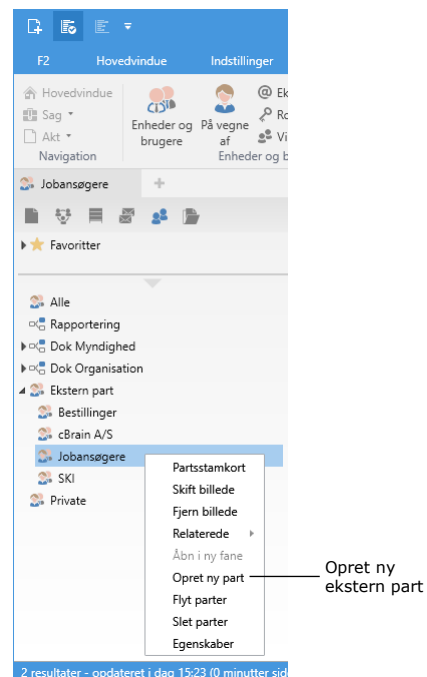 F2 Hovedvindue Indstillinger
Hovedvindue
Sag
Akt
Navigation
Enheder og
brugere
På vegne
af
@ Ek
Ro
Vi
Enheder og b
Jobansøgere +
Favoritter
Alle
Rapportering
Dok Myndighed
Dok Organisation
Ekstern part
Bestillinger
cBrain A/S
Jobansøgere
SKI
Private
Partsstamkort
Skift billede
Fjern billede
Relaterede
Åbn i ny fane
Opret ny part
Flyt parter
Slet parter
Egenskaber
Opret ny
ekstern part
2 resultater - opdateret i dag 15:23 (0 minutter sid